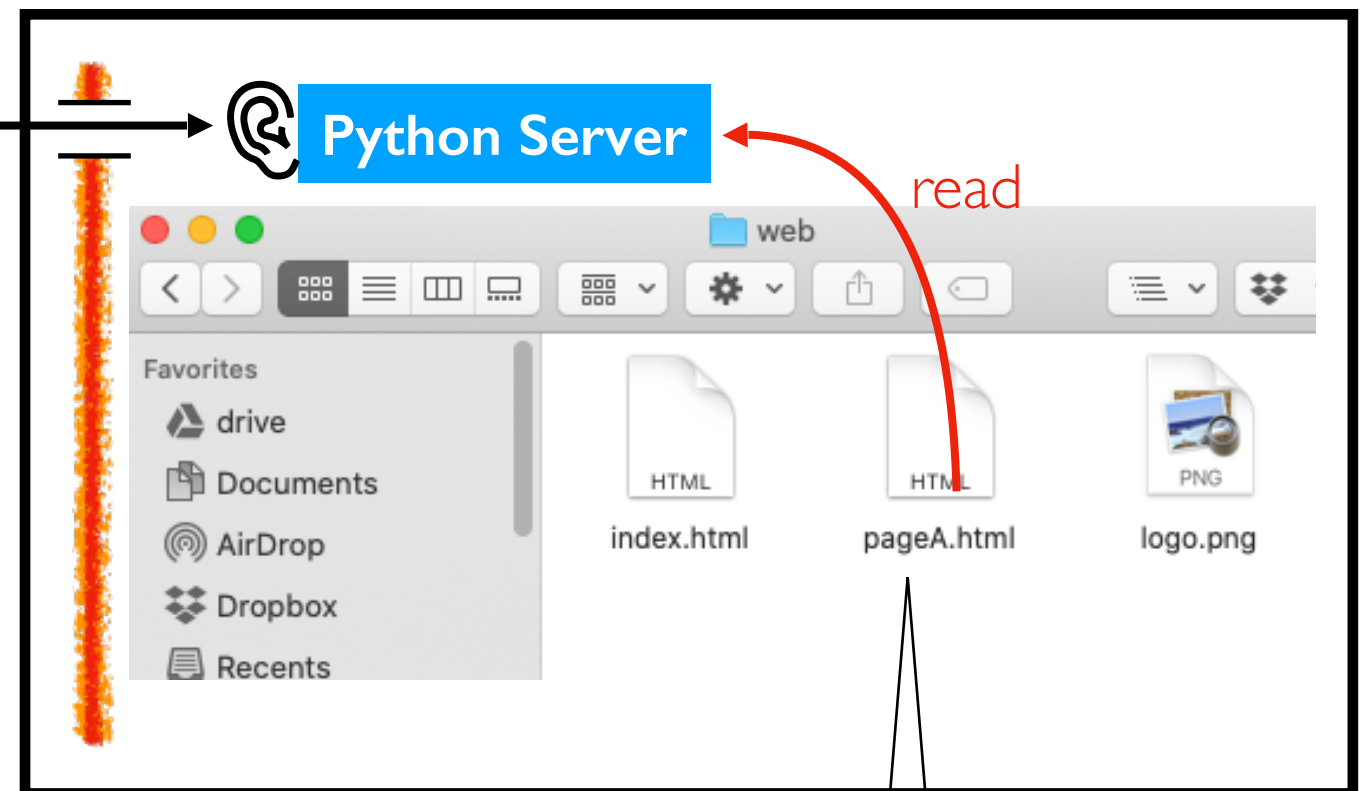 Python Server
read
web
Favorites
drive
Documents
AirDrop
Dropbox
Recents
HTML
index.html
HTML
pageA.html
PNG
logo.png